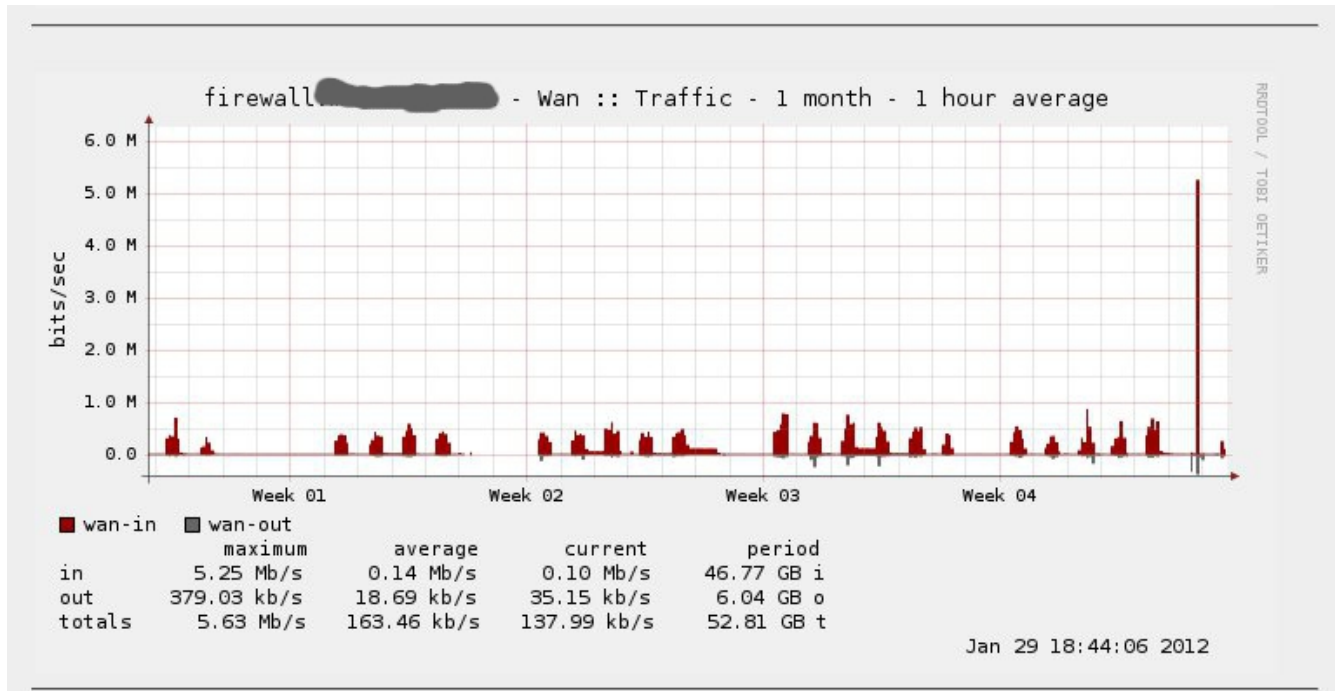 firewall - Wan :: Traffic - 1 month - 1 hour average
RRDTOOL / TOBI OETIKER
bits/sec
6.0 M
5.0 M
4.0 M
3.0 M
2.0 M
1.0 M
0.0
Week 01 Week 02 Week 03 Week 04
wan-in wan-out
maximum average current period
in 5.25 Mb/s 0.14 Mb/s 0.10 Mb/s 46.77 GB i
out 379.03 kb/s 18.69 kb/s 35.15 kb/s 6.04 GB o
totals 5.63 Mb/s 163.46 kb/s 137.99 kb/s 52.81 GB t
Jan 29 18:44:06 2012